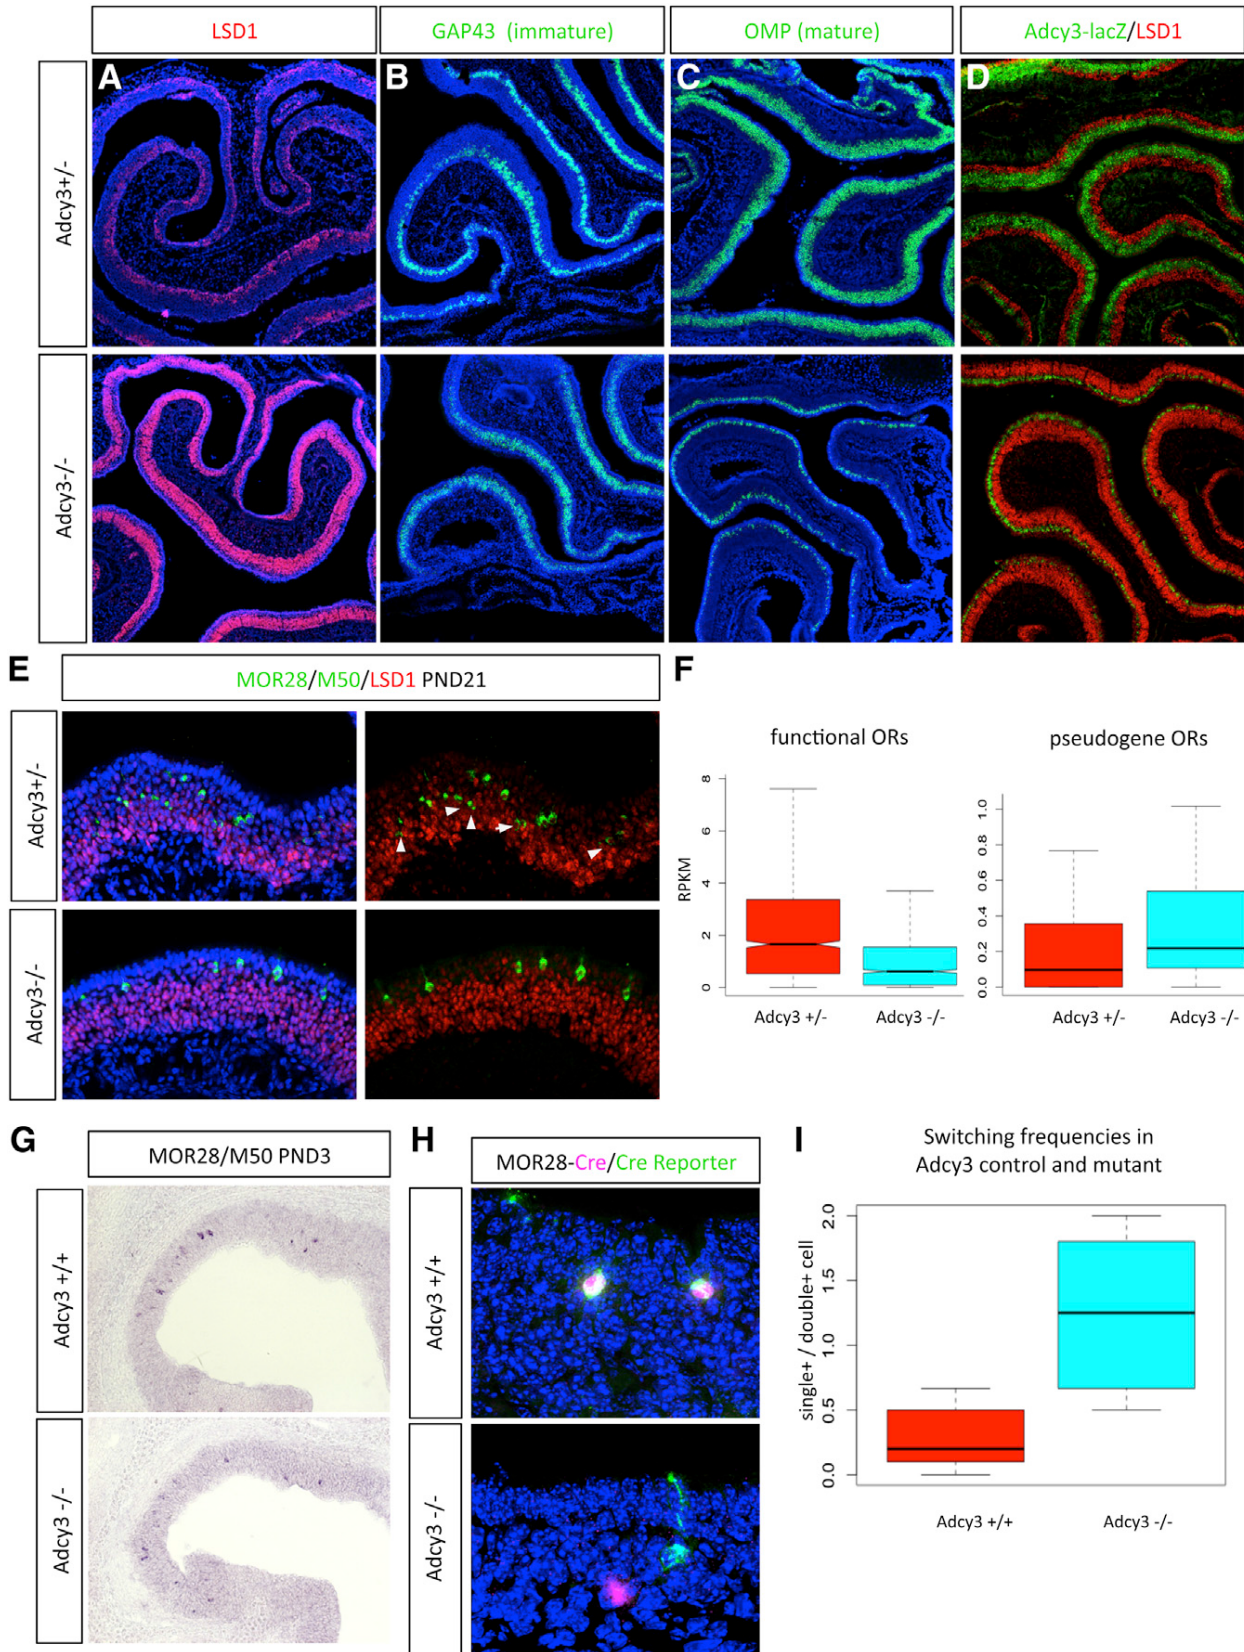 LSD1
GAP43 (immature)
OMP (mature)
Adcy3-lacZ/LSD1
Adcy3+/-
Adcy3-/-
A
B
C
D
E
MOR28/M50/LSD1 PND21
Adcy3+/-
Adcy3-/-
F
functional ORs
pseudogene ORs
RPKM
8
6
4
2
0
1.0
0.8
0.6
0.4
0.2
0.0
Adcy3 +/-
Adcy3 -/-
Adcy3 +/-
Adcy3 -/-
G
MOR28/M50 PND3
Adcy3 +/+
Adcy3 -/-
H
MOR28-Cre/Cre Reporter
Adcy3 +/+
Adcy3 -/-
I
Switching frequencies in
Adcy3 control and mutant
single+ / double+ cell
2.0
1.5
1.0
0.5
0.0
Adcy3 +/+
Adcy3 -/-